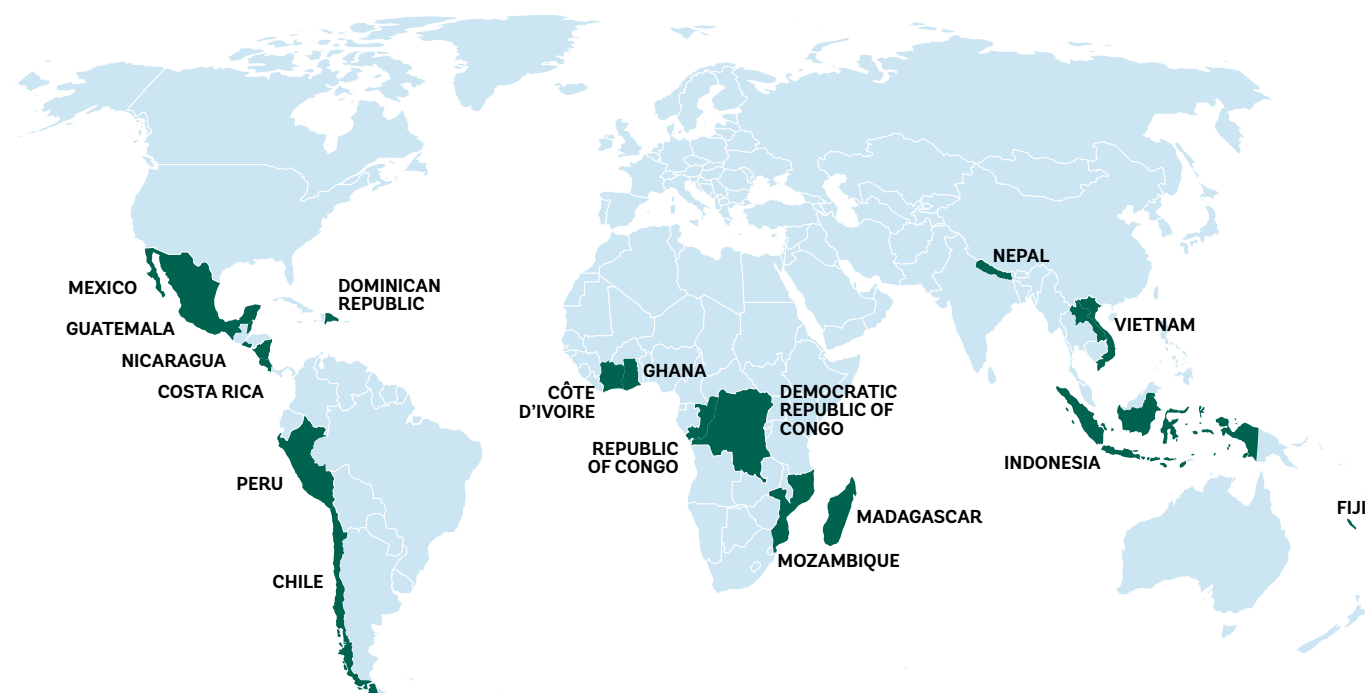 NEPAL
MEXICO
DOMINICAN
REPUBLIC
GUATEMALA
VIETNAM
NICARAGUA
GHANA
COSTA RICA
CÔTE
D’IVOIRE
DEMOCRATIC
REPUBLIC OF
CONGO
REPUBLIC
OF CONGO
INDONESIA
PERU
MADAGASCAR
FIJI
MOZAMBIQUE
CHILE